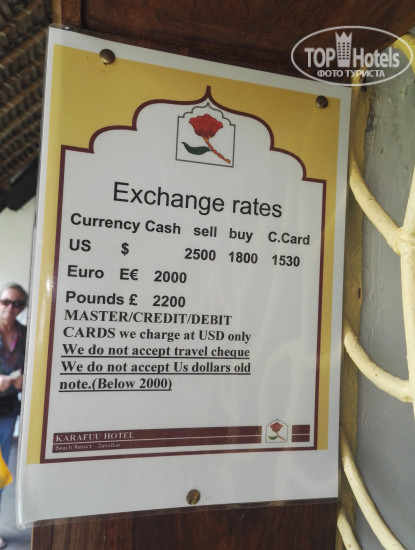 TOP Hotels
ФОТО ТУРИСТА
Exchange rates
Currency Cash sell buy C.Card
US $ 2500 1800 1530
Euro E€ 2000
Pounds £ 2200
MASTER/CREDIT/DEBIT
CARDS we charge at USD only
We do not accept travel cheque
We do not accept Us dollars old
note.(Below 2000)
KARAFUU HOTEL
Beach Resort - Zanzibar